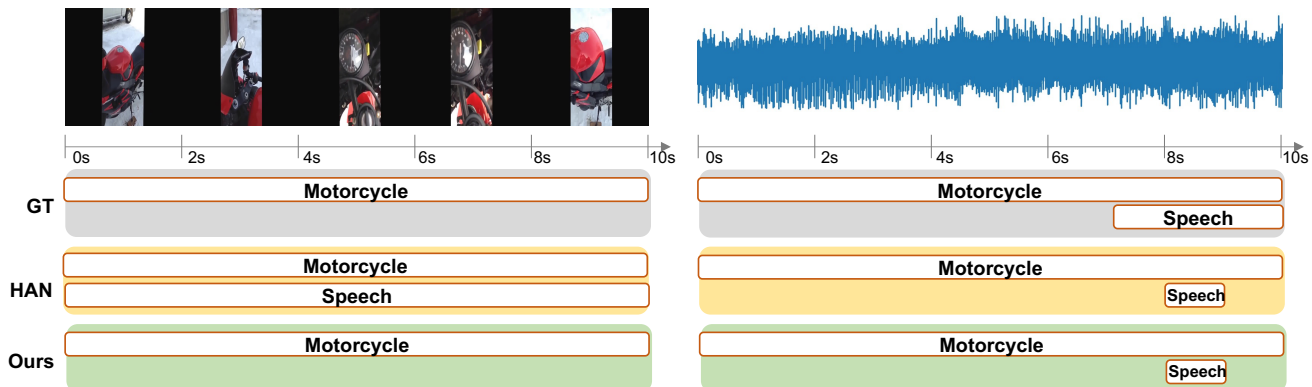 0s 2s 4s 6s 8s 10s 0s 2s 4s 6s 8s 10s
Motorcycle Motorcycle
GT
Speech
Motorcycle Motorcycle
HAN
Speech Speech
Motorcycle Motorcycle
Ours
Speech